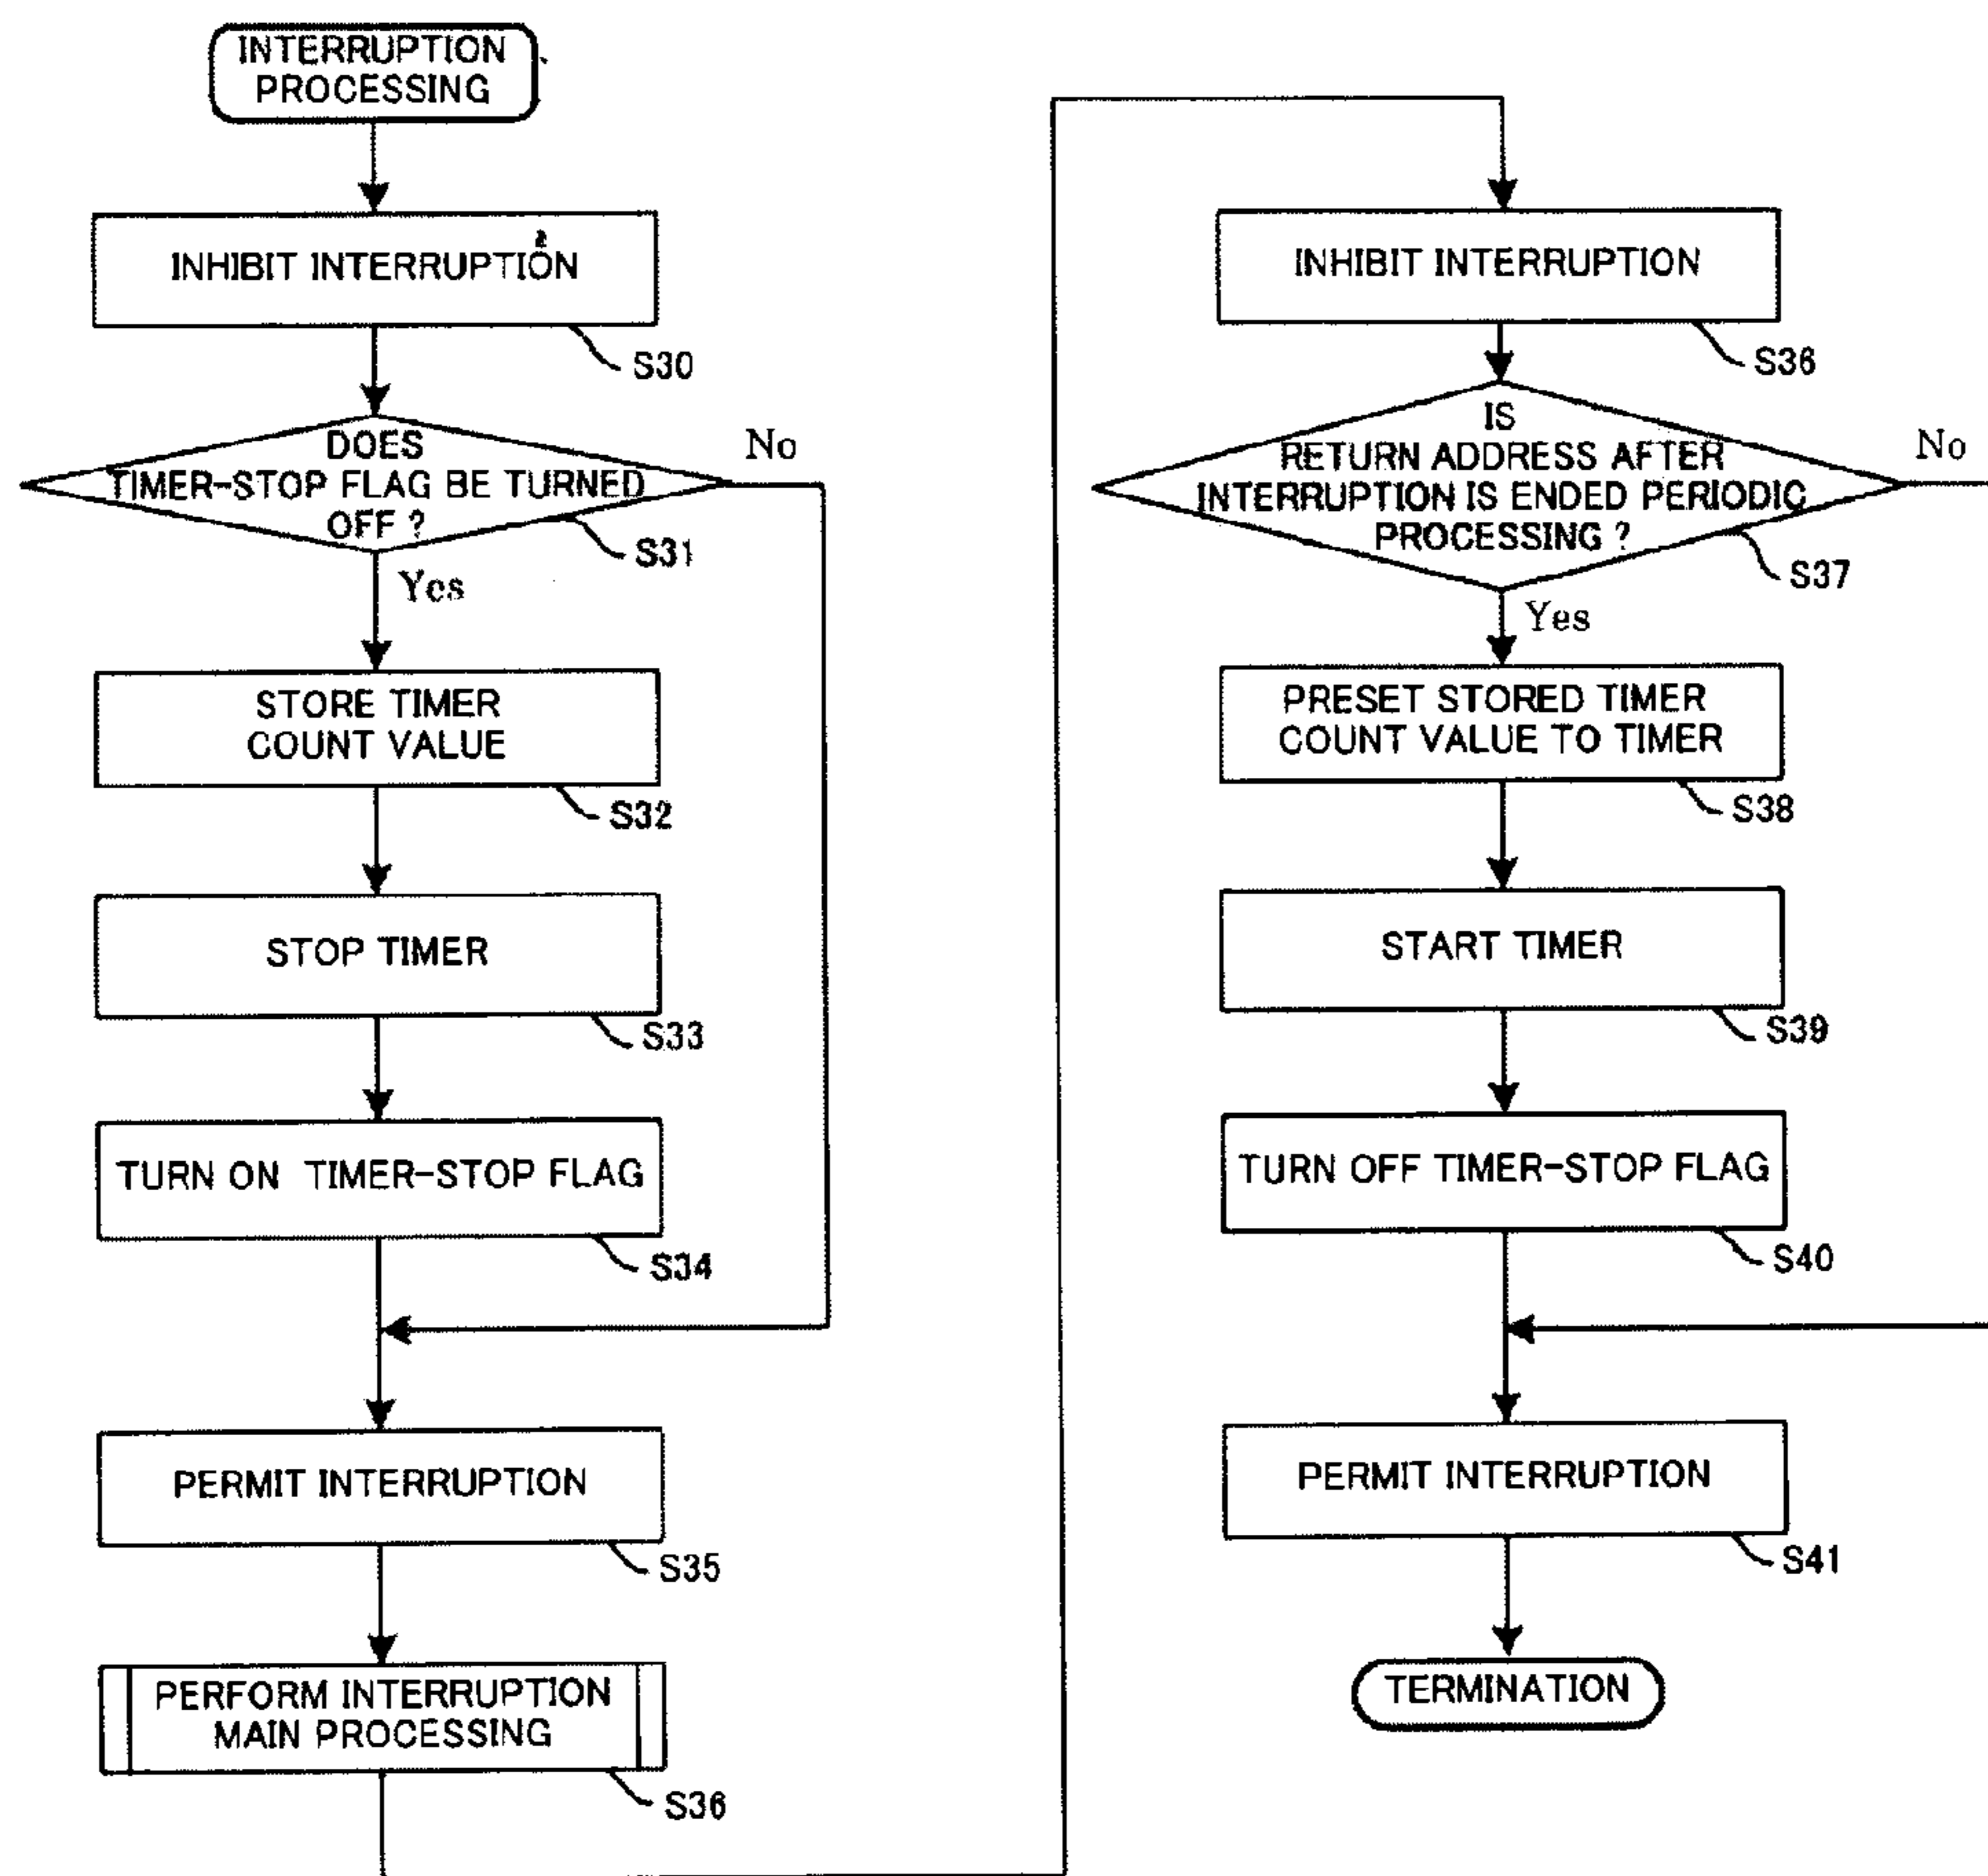 INTERRUPTION
PROCESSING
INHIBIT INTERRUPTION
S30
DOES
TIMER-STOP FLAG BE TURNED
OFF ?
No
S31
Yes
STORE TIMER
COUNT VALUE
S32
STOP TIMER
S33
TURN ON TIMER-STOP FLAG
S34
PERMIT INTERRUPTION
S35
PERFORM INTERRUPTION
MAIN PROCESSING
S36
INHIBIT INTERRUPTION
S36
IS
RETURN ADDRESS AFTER
INTERRUPTION IS ENDED PERIODIC
PROCESSING ?
No
S37
Yes
PRESET STORED TIMER
COUNT VALUE TO TIMER
S38
START TIMER
S39
TURN OFF TIMER-STOP FLAG
S40
PERMIT INTERRUPTION
S41
TERMINATION